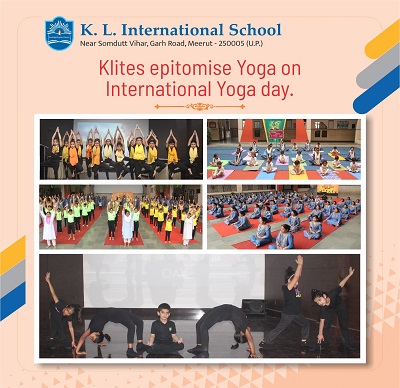 K. L. International School
Near Somdutt Vihar, Garh Road, Meerut - 250005 (U.P.)
Klites epitomise Yoga on
International Yoga day.